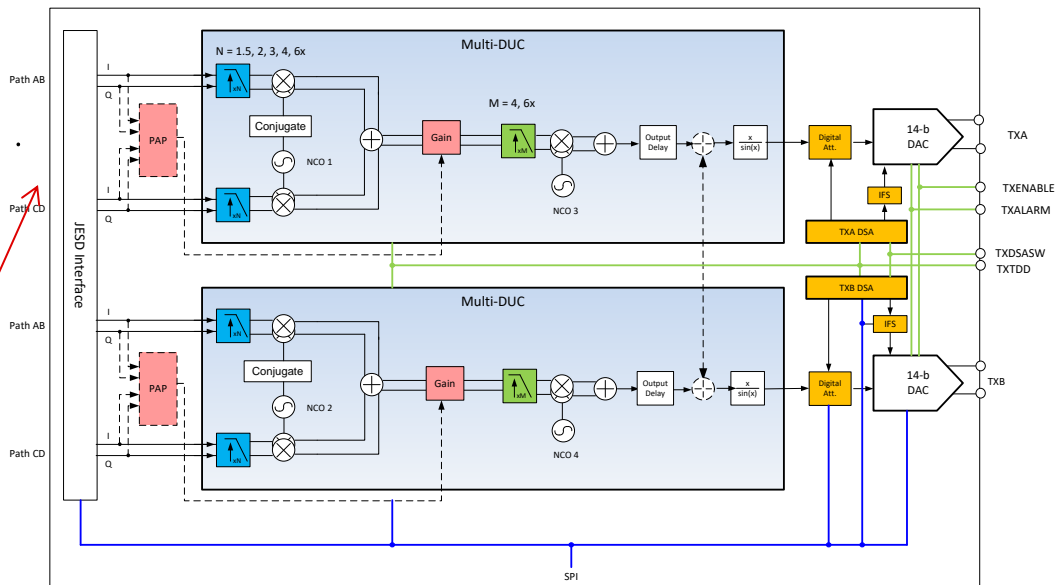 Multi-DUC
N = 1.5, 2, 3, 4, 6x
Path AB
I
Q
xN
PAP
Conjugate
NCO 1
M = 4, 6x
Gain
xM
NCO 3
Output
Delay
x
sin(x)
Digital
Att.
14-b
DAC
TXA
IFS
TXENABLE
TXALARM
Path CD
I
Q
xN
TXA DSA
JESD Interface
TXDSASW
TXTDD
TXB DSA
Multi-DUC
Path AB
I
Q
xN
PAP
Conjugate
NCO 2
Gain
xM
NCO 4
Output
Delay
x
sin(x)
IFS
Digital
Att.
14-b
DAC
TXB
Path CD
I
Q
xN
SPI